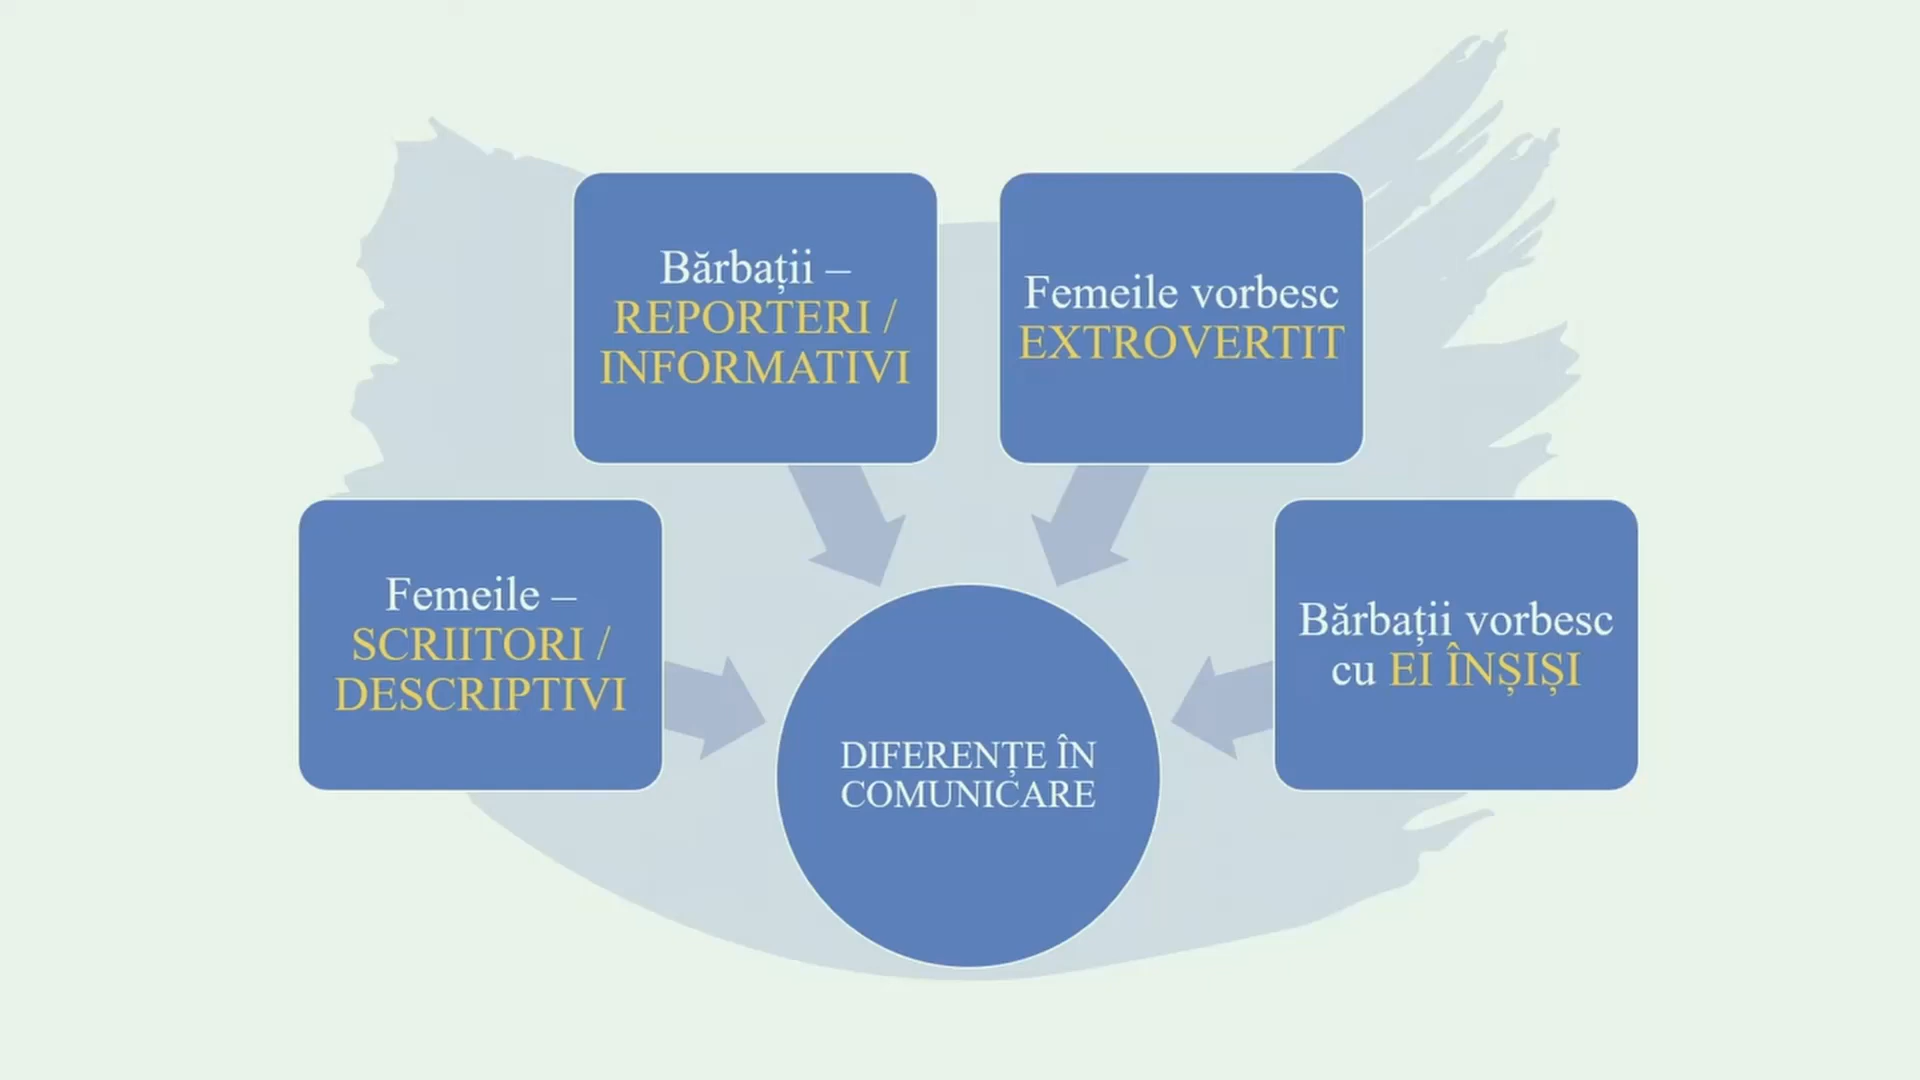 Bărbații –
REPORTERI /
INFORMATIVI
Femeile vorbesc
EXTROVERTIT
Femeile –
SCRIITORI /
DESCRIPTIVI
Bărbații vorbesc
cu EI ÎNȘIȘI
DIFERENȚE ÎN
COMUNICARE